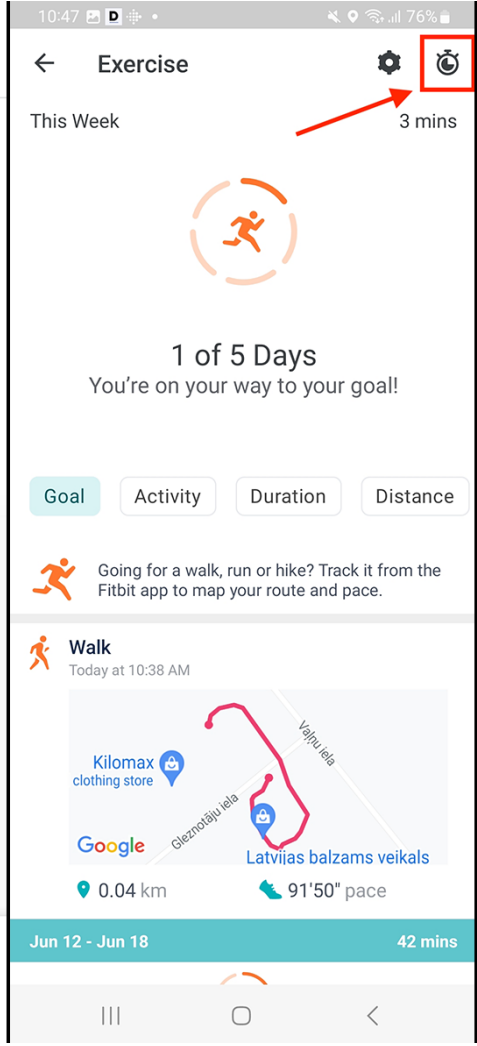 10:47 D 76%
Exercise
This Week 3 mins
1 of 5 Days
You're on your way to your goal!
Goal Activity Duration Distance
Going for a walk, run or hike? Track it from the
Fitbit app to map your route and pace.
Walk
Today at 10:38 AM
Vaļņu iela
Kilomax
clothing store
Gleznotāju iela
Google
Latvijas balzams veikals
0.04 km 91'50" pace
Jun 12 - Jun 18 42 mins